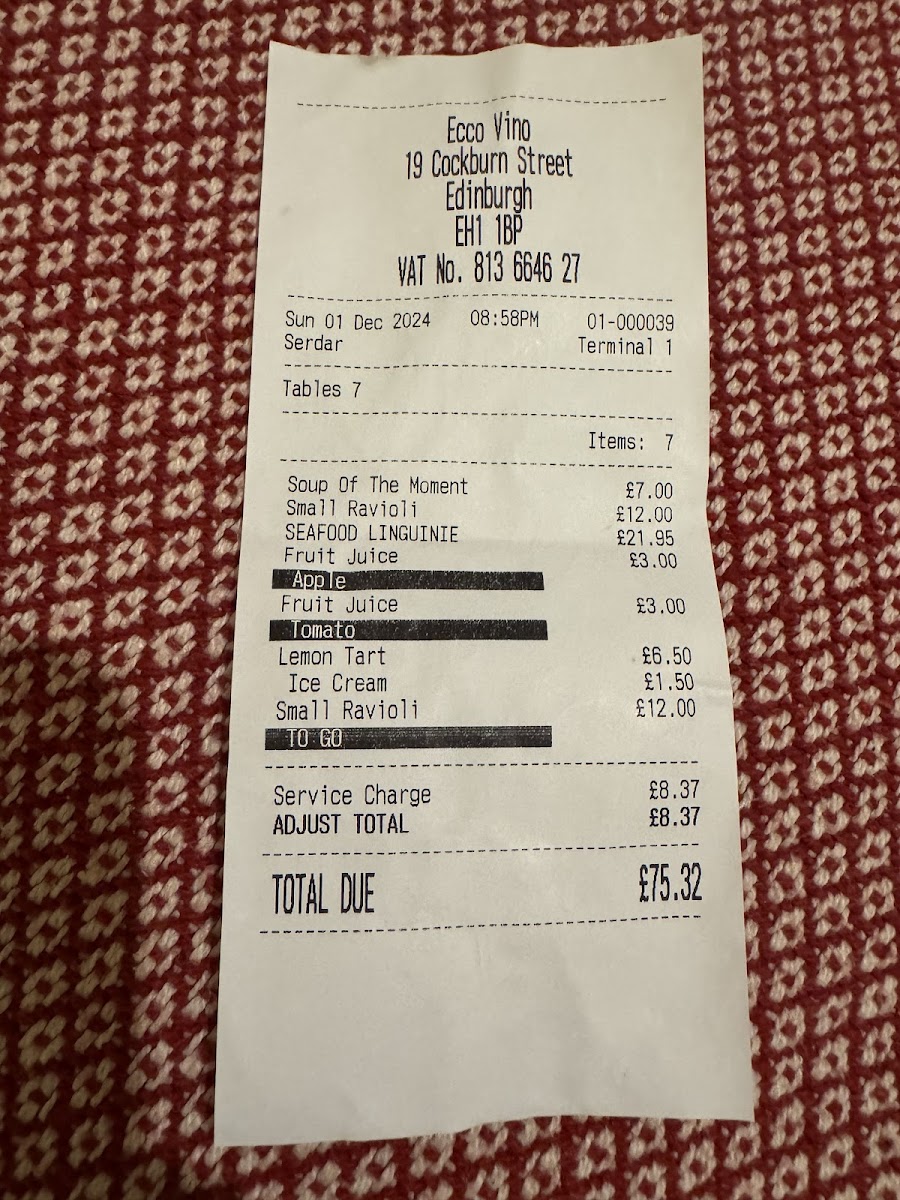 Ecco Vino
19 Cockburn Street
Edinburgh
EH1 1BP
VAT No. 813 6646 27
Sun 01 Dec 2024 08:58PM 01-000039
Serdar Terminal 1
Tables 7
Items: 7
Soup Of The Moment £7.00
Small Ravioli £12.00
SEAFOOD LINGUINIE £21.95
Fruit Juice £3.00
Apple
Fruit Juice £3.00
Tomato
Lemon Tart £6.50
Ice Cream £1.50
Small Ravioli £12.00
TO GO
Service Charge £8.37
ADJUST TOTAL £8.37
TOTAL DUE £75.32